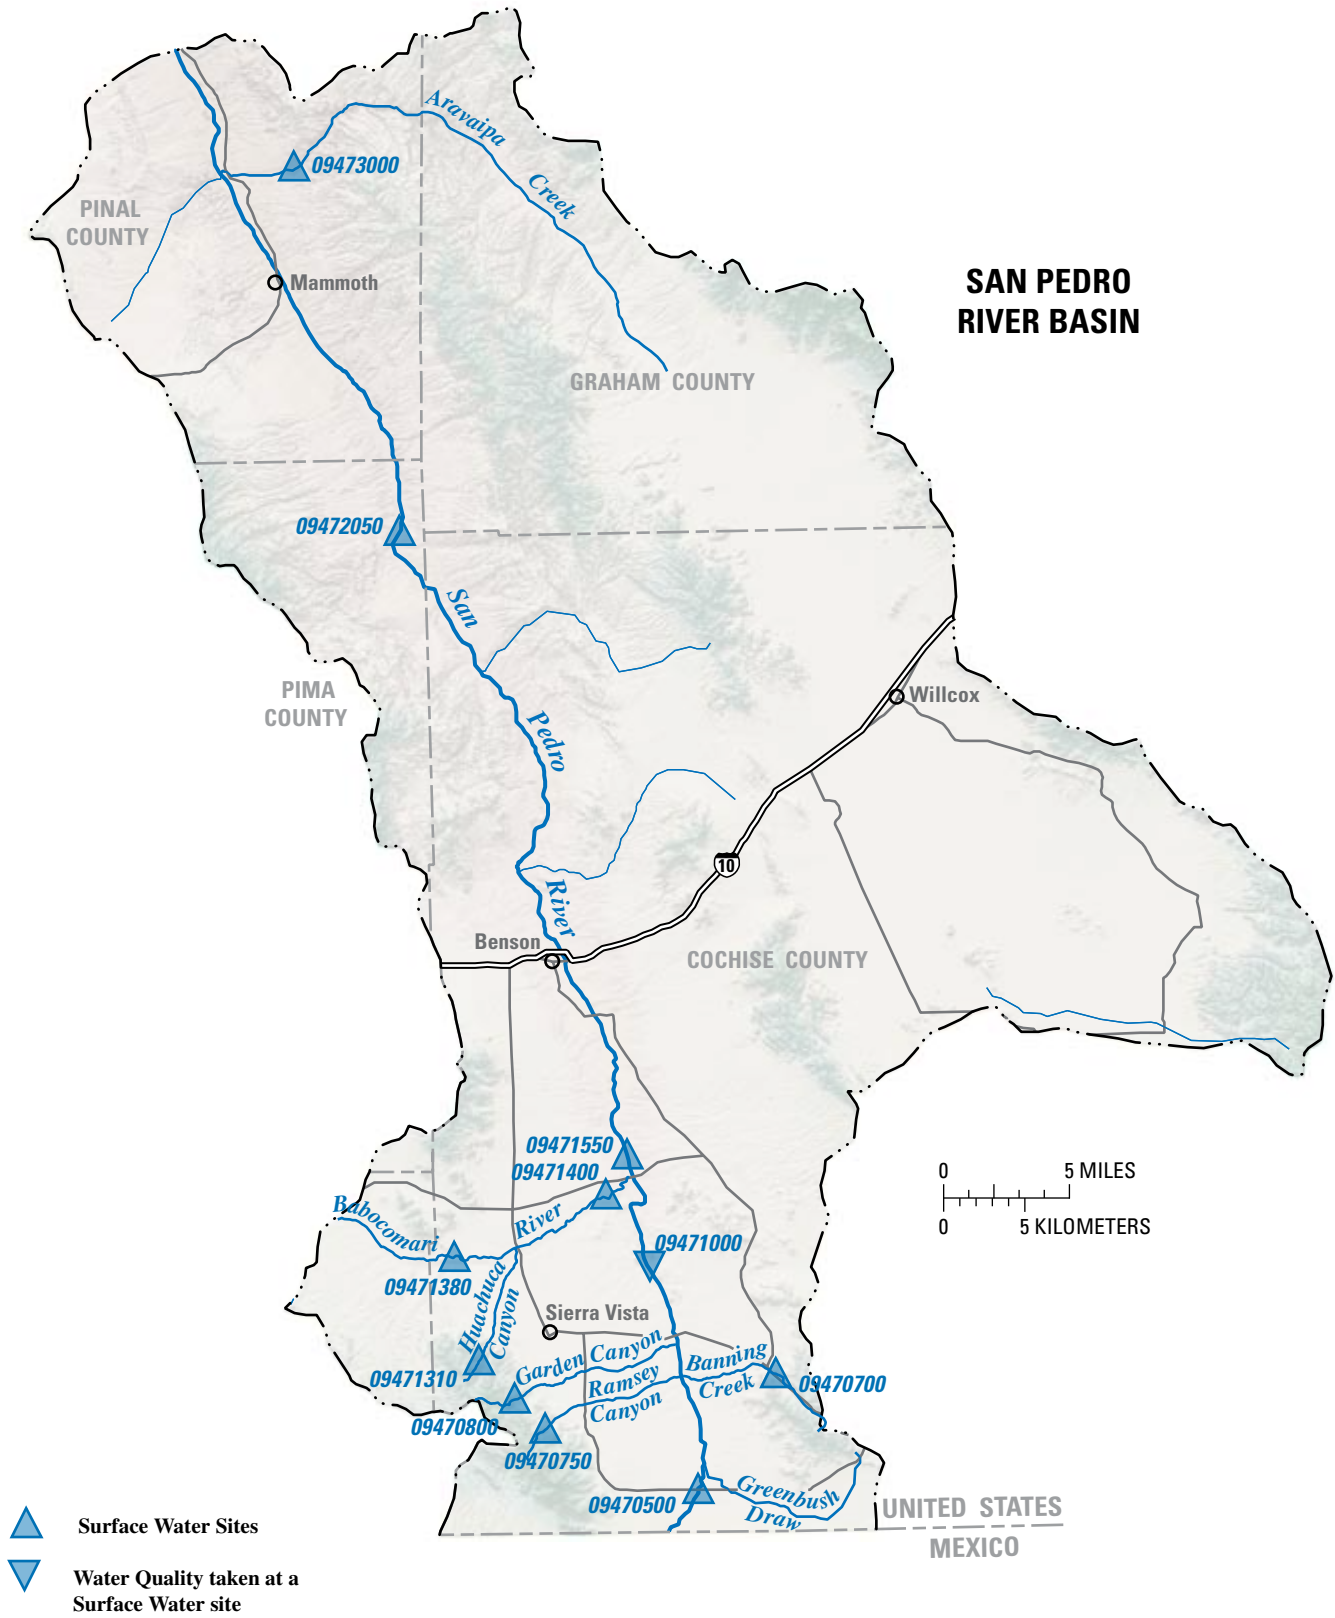 Aravaipa
Creek
09473000
PINAL
COUNTY
Mammoth
SAN PEDRO
RIVER BASIN
GRAHAM COUNTY
09472050
San
Pedro
River
PIMA
COUNTY
Willcox
10
Benson
COCHISE COUNTY
09471550
09471400
0 5 MILES
0 5 KILOMETERS
Babocomari
River
09471000
09471380
Huachuca
Canyon
Sierra Vista
Garden Canyon
Banning
Creek
09471310
Ramsey
Canyon
09470700
09470800
09470750
09470500
Greenbush
Draw
UNITED STATES
MEXICO
Surface Water Sites
Water Quality taken at a
Surface Water site